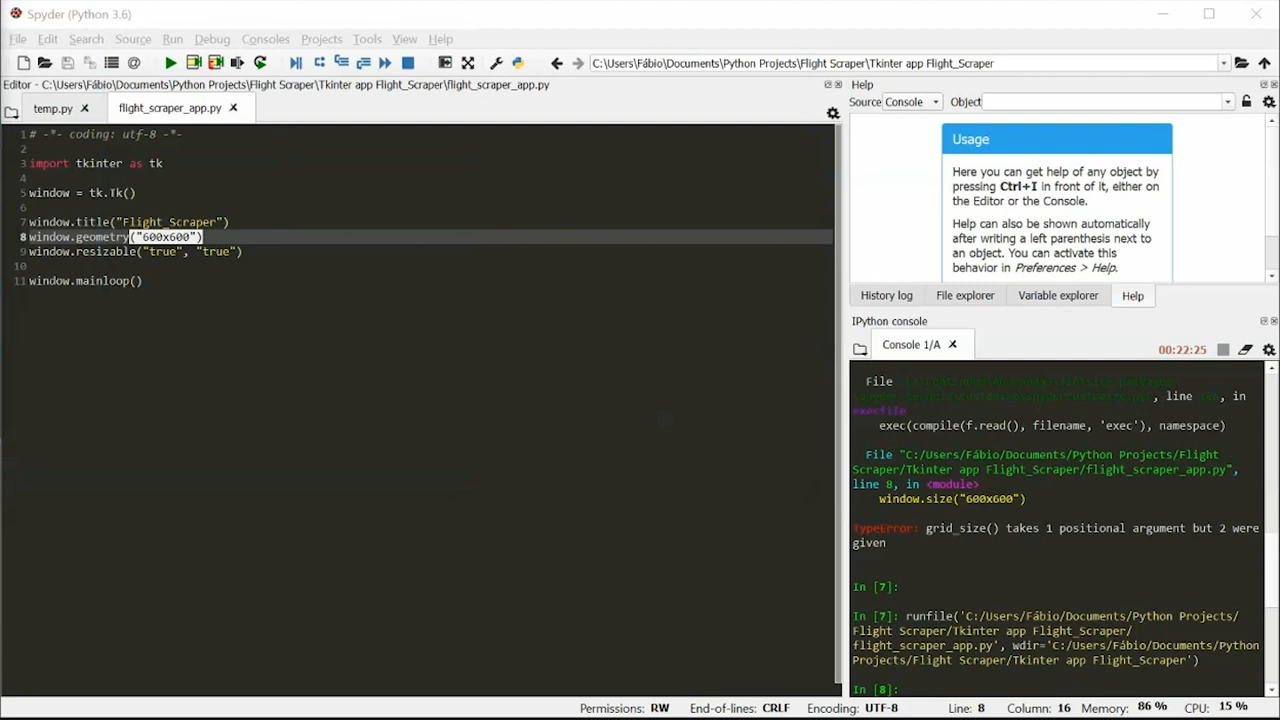 Spyder (Python 3.6)
File Edit Search Source Run Debug Consoles Projects Tools View Help
C:\Users\Fábio\Documents\Python Projects\Flight Scraper\Tkinter app Flight_Scraper
Editor - C:\Users\Fábio\Documents\Python Projects\Flight Scraper\Tkinter app Flight_Scraper\flight_scraper_app.py
temp.py flight_scraper_app.py
1 # -*- coding: utf-8 -*-
2
3 import tkinter as tk
4
5 window = tk.Tk()
6
7 window.title("Flight_Scraper")
8 window.geometry("600x600")
9 window.resizable("true", "true")
10
11 window.mainloop()
Help
Source Console Object
Usage
Here you can get help of any object by
pressing Ctrl+I in front of it, either on
the Editor or the Console.
Help can also be shown automatically
after writing a left parenthesis next to
an object. You can activate this
behavior in Preferences > Help.
History log File explorer Variable explorer Help
IPython console
Console 1/A
00:22:25
File
, line , in
execfile
exec(compile(f.read(), filename, 'exec'), namespace)
File "C:/Users/Fábio/Documents/Python Projects/Flight
Scraper/Tkinter app Flight_Scraper/flight_scraper_app.py",
line 8, in <module>
window.size("600x600")
TypeError: grid_size() takes 1 positional argument but 2 were
given
In [7]:
In [7]: runfile('C:/Users/Fábio/Documents/Python Projects/
Flight Scraper/Tkinter app Flight_Scraper/
flight_scraper_app.py', wdir='C:/Users/Fábio/Documents/Python
Projects/Flight Scraper/Tkinter app Flight_Scraper')
In [8]:
Permissions: RW End-of-lines: CRLF Encoding: UTF-8 Line: 8 Column: 16 Memory: 86 % CPU: 15 %